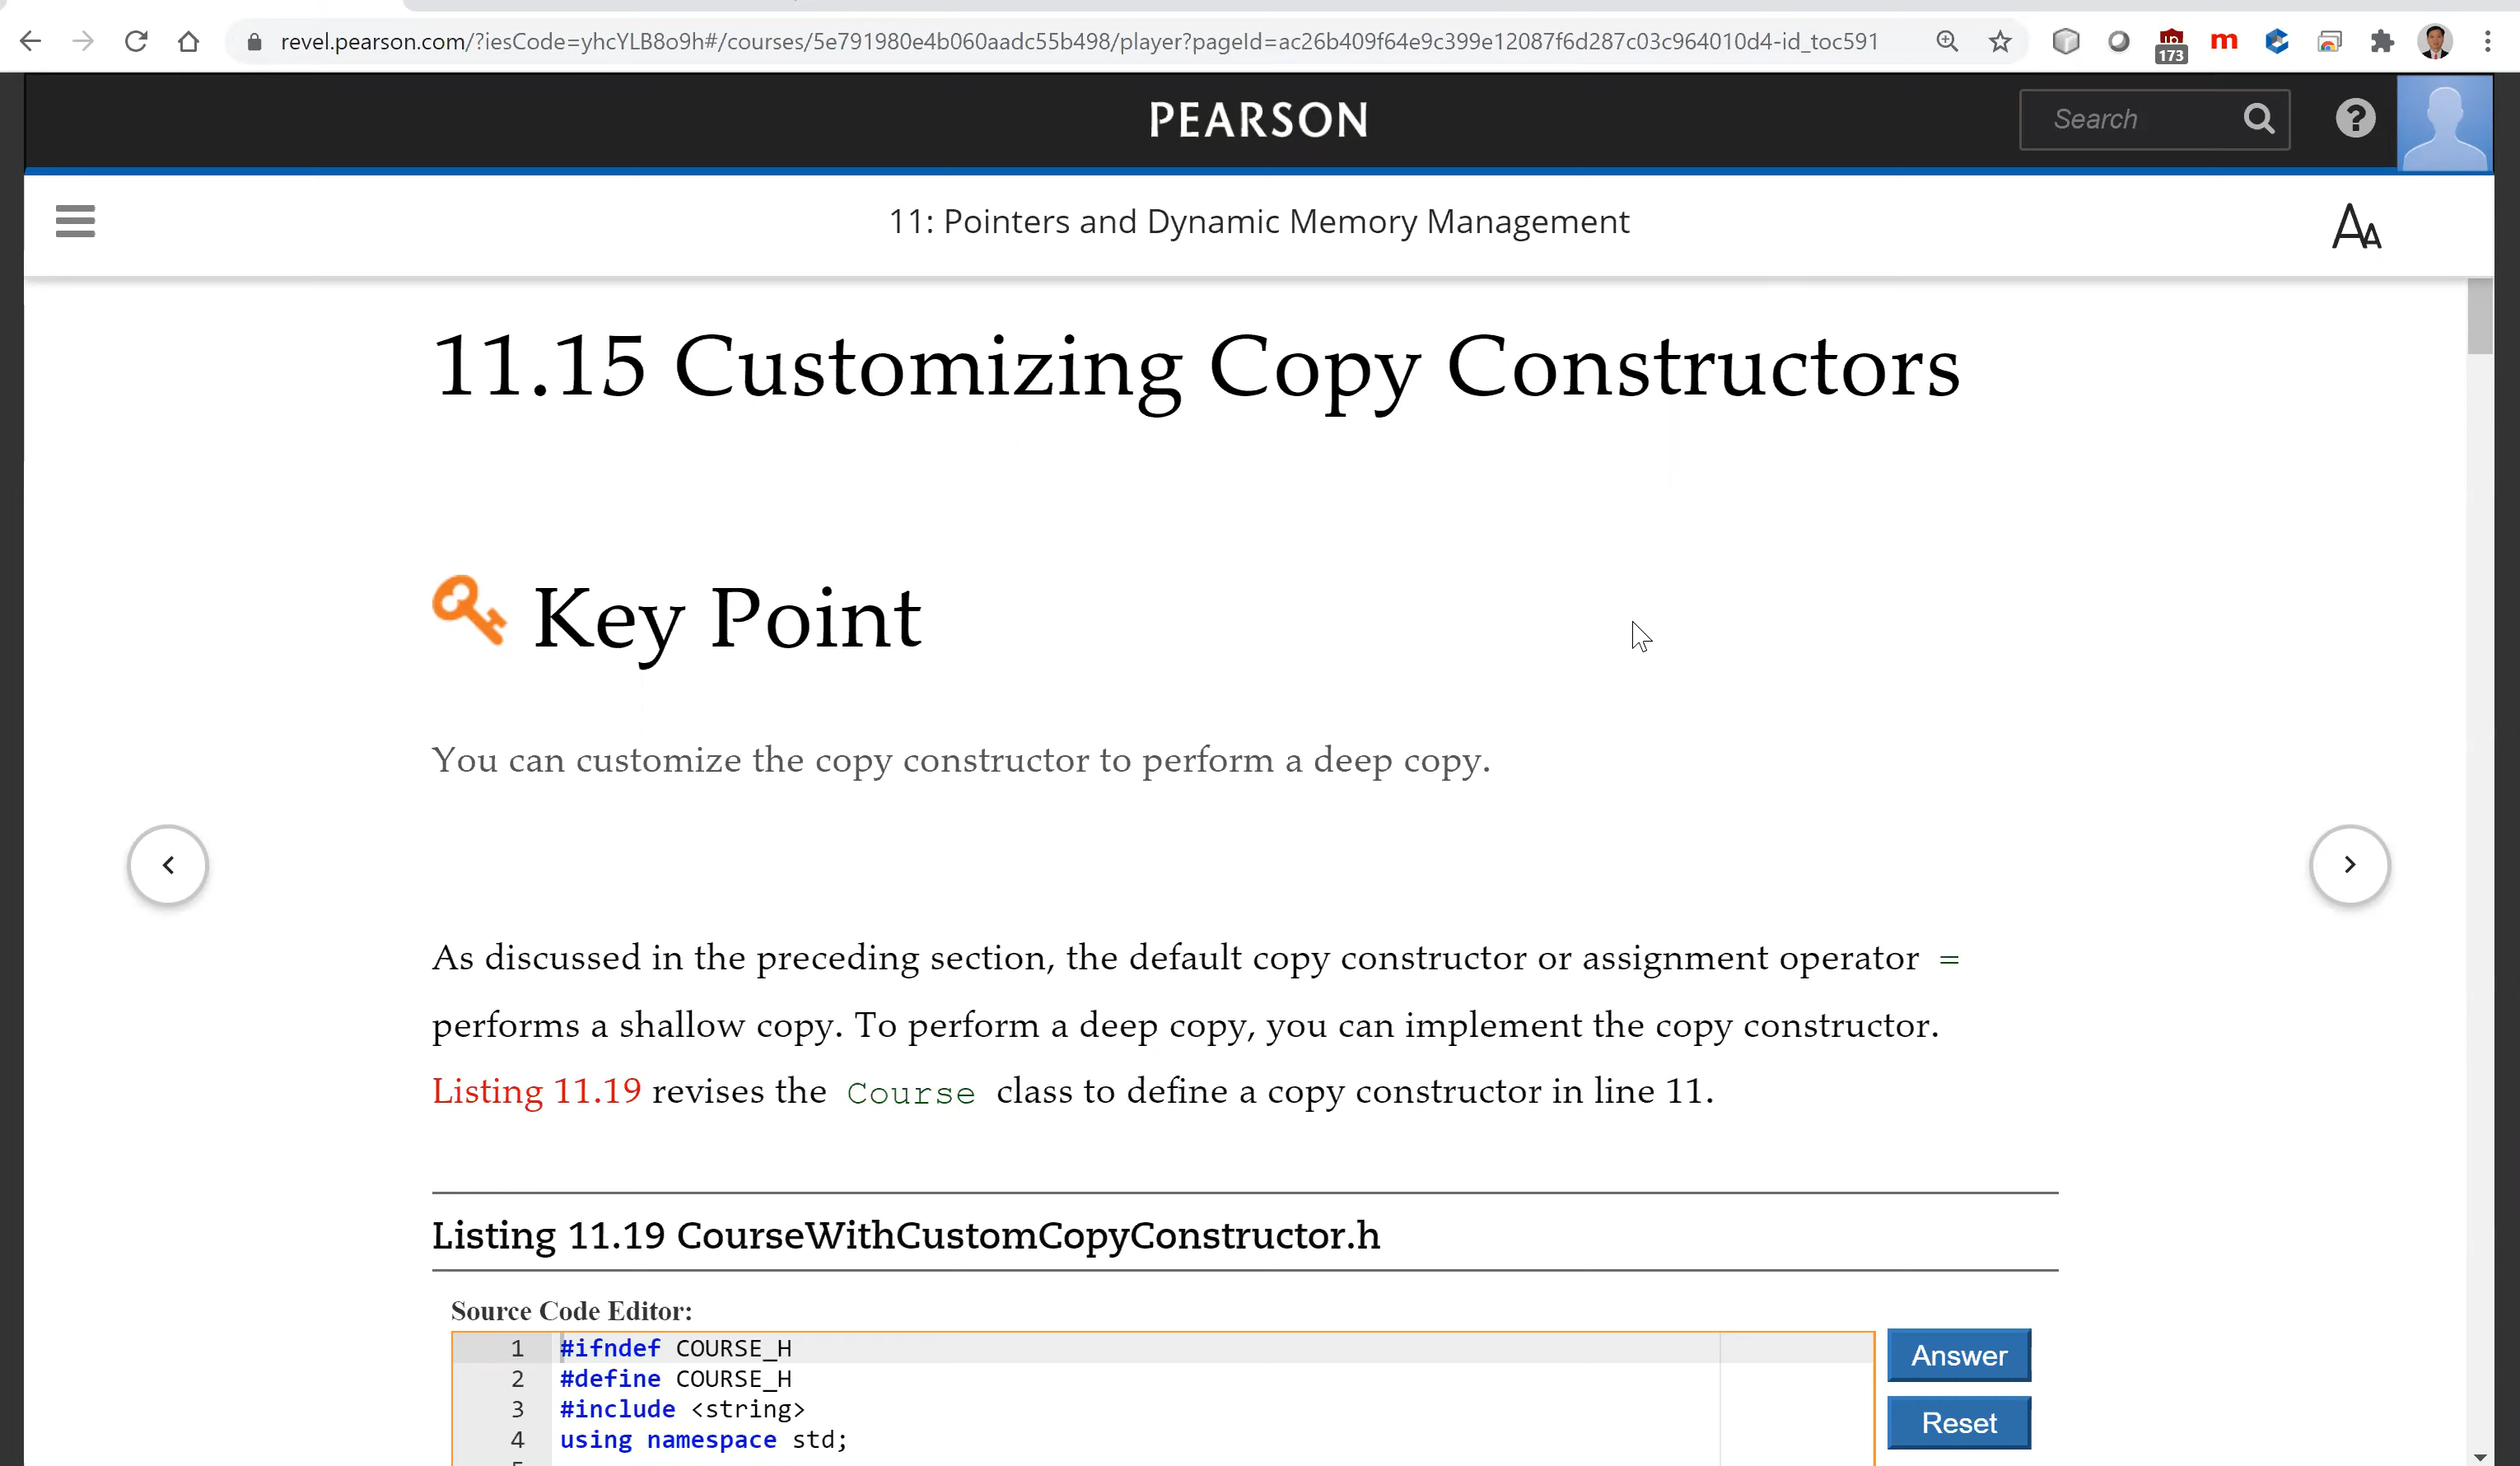 revel.pearson.com/?iesCode=yhcYLB8o9h#/courses/5e791980e4b060aadc55b498/player?pageId=ac26b409f64e9c399e12087f6d287c03c964010d4-id_toc591
173
m
PEARSON
Search
?
11: Pointers and Dynamic Memory Management
AA
11.15 Customizing Copy Constructors
Key Point
You can customize the copy constructor to perform a deep copy.
As discussed in the preceding section, the default copy constructor or assignment operator =
performs a shallow copy. To perform a deep copy, you can implement the copy constructor.
Listing 11.19 revises the Course class to define a copy constructor in line 11.
Listing 11.19 CourseWithCustomCopyConstructor.h
Source Code Editor:
1 #ifndef COURSE_H
2 #define COURSE_H
3 #include <string>
4 using namespace std;
Answer
Reset